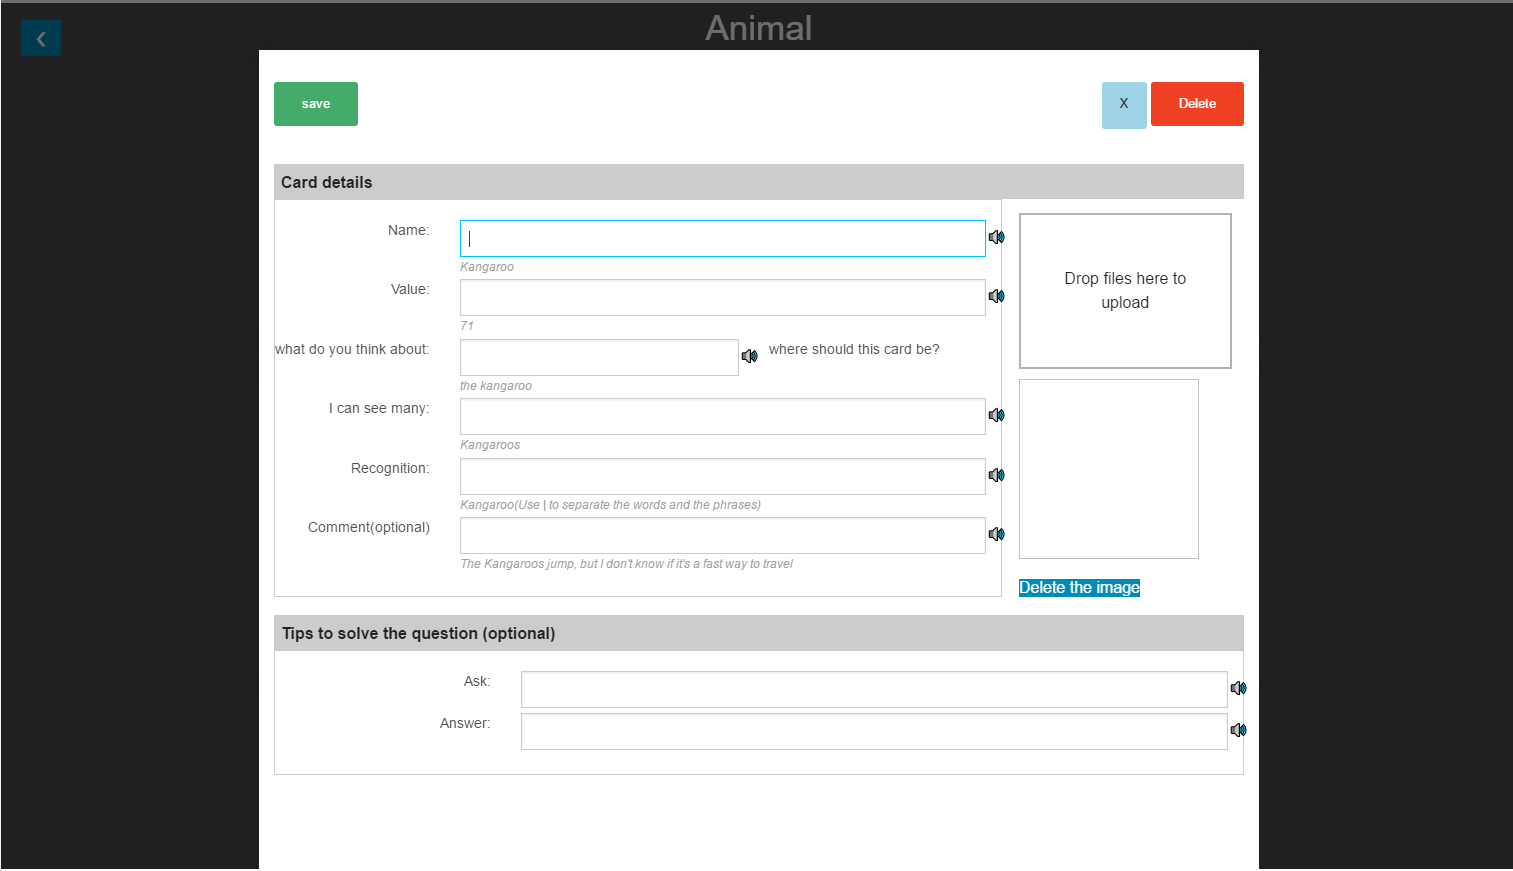 Animal
save
X
Delete
Card details
Name:
Kangaroo
Value:
71
what do you think about:
where should this card be?
the kangaroo
I can see many:
Kangaroos
Recognition:
Kangaroo(Use | to separate the words and the phrases)
Comment(optional)
The Kangaroos jump, but I don't know if it's a fast way to travel
Drop files here to
upload
Delete the image
Tips to solve the question (optional)
Ask:
Answer: